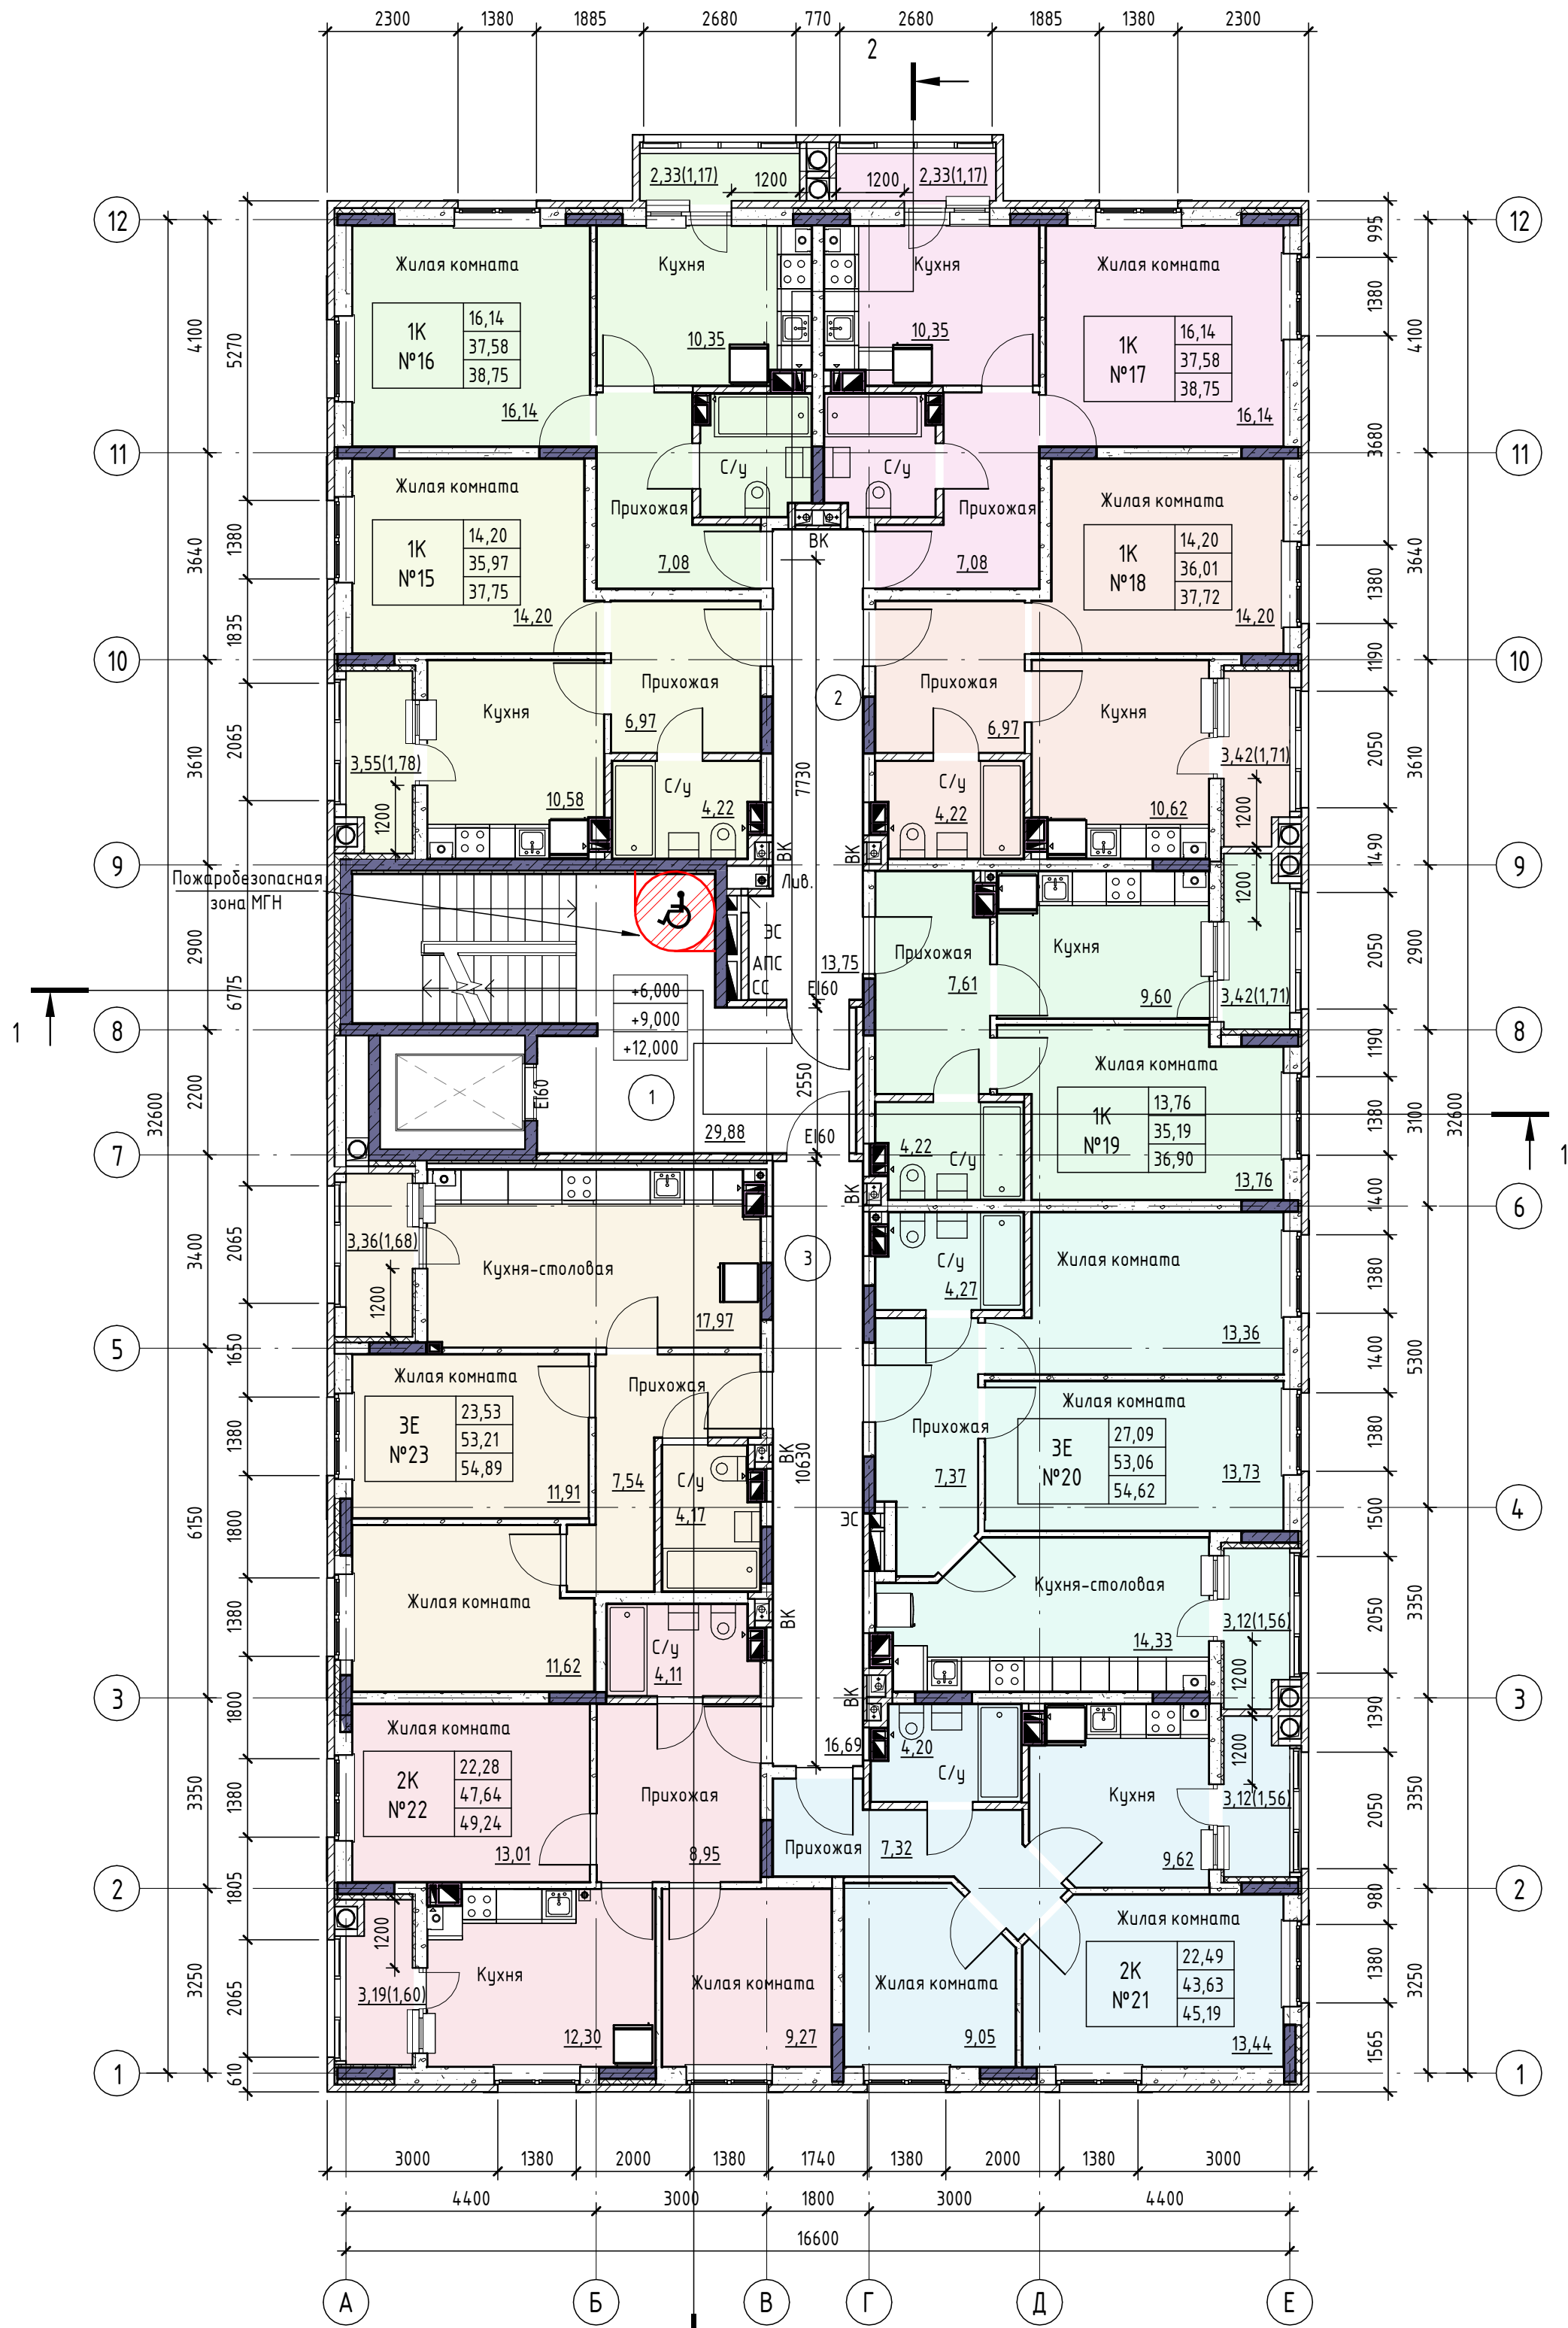 2300 1380 1885 2680 770 2680 1885 1380 2300
2
2,33(1,17) 1200 1200 2,33(1,17)
12 12
995
Жилая комната Кухня Кухня Жилая комната
1380
4100 5270 4100
1К №16 16,14 37,58 38,75
10,35 10,35
1К №17 16,14 37,58 38,75
16,14 16,14
3680
11 11
С/у С/у
Жилая комната Жилая комната
Прихожая Прихожая
1К №15 14,20 35,97 37,75
ВК
1К №18 14,20 36,01 37,72
3640 1380 1380 3640
7,08 7,08
14,20 14,20
1835 1190
10 10
Прихожая Прихожая
2
Кухня Кухня
6,97 6,97
3610 2065 2050 3610
3,55(1,78) 3,42(1,71)
7730
С/у С/у
10,58 4,22 4,22 10,62
1200 1200
ВК ВК
1490
9 9
Пожаробезопасная
зона МГН
Лив.
1200
ЭС
АПС
СС
13,75 EI60
Прихожая Кухня
7,61 9,60 3,42(1,71)
2900 6775 2050 2900
+6,000
+9,000
+12,000
1
8 8
1190
Жилая комната
EI60
1
2550
1К №19 13,76 35,19 36,90
32600 2200 1380 3100 32600
29,88 EI60
4,22 С/у
13,76
1
7
ВК
1400
6
3,36(1,68)
3400 2065
1200
Кухня-столовая
17,97
3
С/у
4,27
Жилая комната
13,36
1380
5 1650 1400 5300
Жилая комната
Прихожая
3Е №23 23,53 53,21 54,89
1380
11,91 7,54
С/у
4,17
ВК
10630
Прихожая
7,37
Жилая комната
3Е №20 27,09 53,06 54,62
13,73
1380
4
6150 1800 1500
ЭС
Жилая комната
11,62
1380
ВК
С/у
4,11
Кухня-столовая
14,33
3,12(1,56)
1200
2050 3350
3 3
1800 1390
ВК
Жилая комната
2К №22 22,28 47,64 49,24
13,01
3350 1380
Прихожая
8,95
16,69
4,20
С/у
1200
Кухня
3,12(1,56)
9,62
2050 3350
Прихожая 7,32
2 2
1805 980
1200
Кухня
3,19(1,60)
12,30
3250 2065
Жилая комната
9,27
Жилая комната
9,05
Жилая комната
2К №21 22,49 43,63 45,19
13,44
1380 3250
610 1565
1 1
3000 1380 2000 1380 1740 1380 2000 1380 3000
4400 3000 1800 3000 4400
16600
А Б В Г Д Е